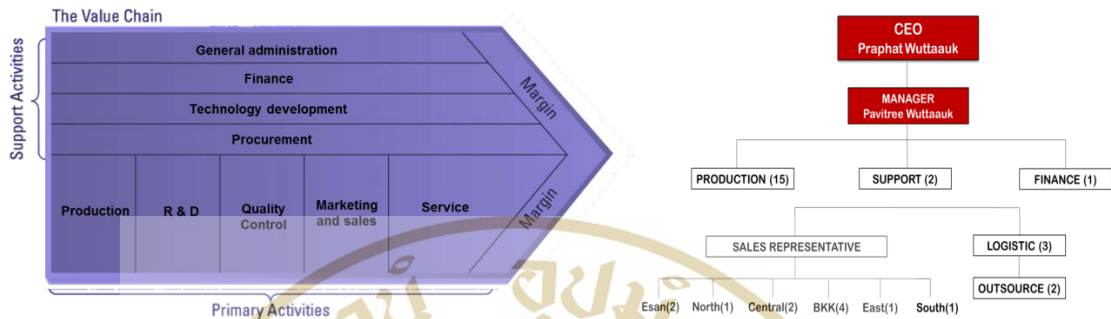 The Value Chain
Support Activities
General administration
Finance
Technology development
Procurement
Margin
Production
R & D
Quality
Control
Marketing
and sales
Service
Margin
Primary Activities
CEO
Praphat Wuttaauk
MANAGER
Pavitree Wuttaauk
PRODUCTION (15)
SUPPORT (2)
FINANCE (1)
SALES REPRESENTATIVE
LOGISTIC (3)
OUTSOURCE (2)
Esan(2)
North(1)
Central(2)
BKK(4)
East(1)
South(1)